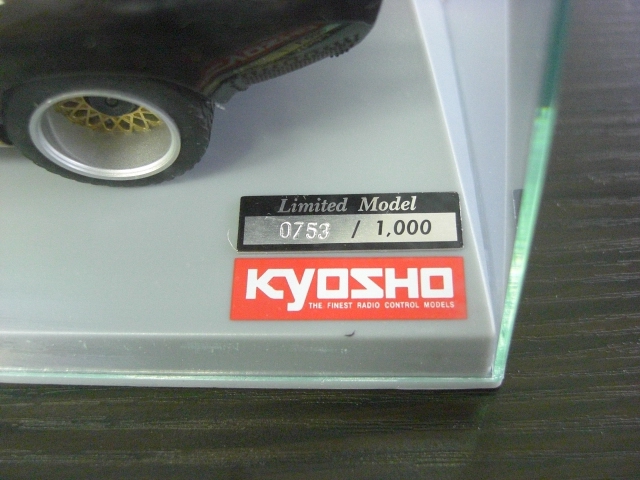 Limited Model
0753 / 1,000
KYOSHO
THE FINEST RADIO CONTROL MODELS